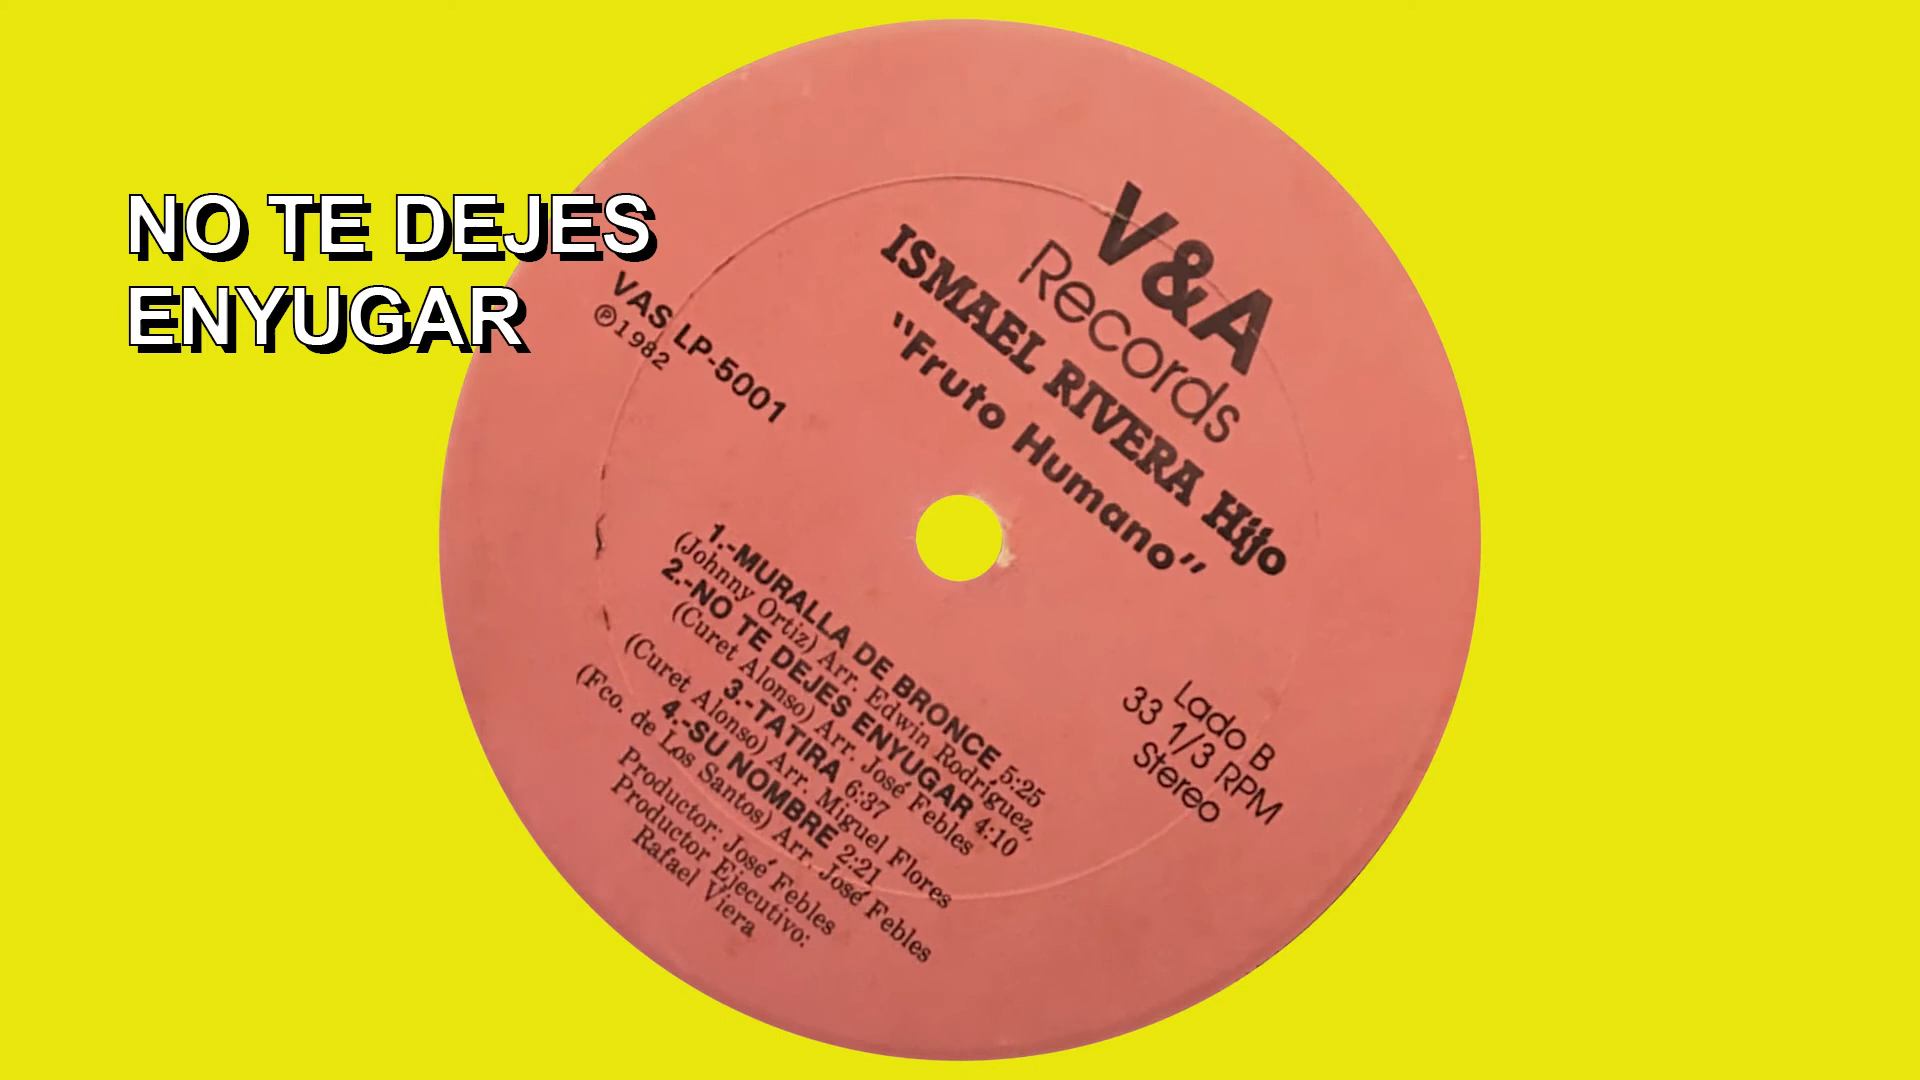 NO TE DEJES
ENYUGAR
V&A
Records
ISMAEL RIVERA Hijo
"Fruto Humano"
VAS LP-5001
℗1982
Lado B
33 1/3 RPM
Stereo
1.-MURALLA DE BRONCE 5:25
(Johnny Ortiz) Arr. Edwin Rodríguez,
2.-NO TE DEJES ENYUGAR 4:10
(Curet Alonso) Arr. José Febles
3.-TATIRA 6:37
(Curet Alonso) Arr. Miguel Flores
4.-SU NOMBRE 2:21
(Fco. de Los Santos) Arr. José Febles
Productor: José Febles
Productor Ejecutivo:
Rafael Viera